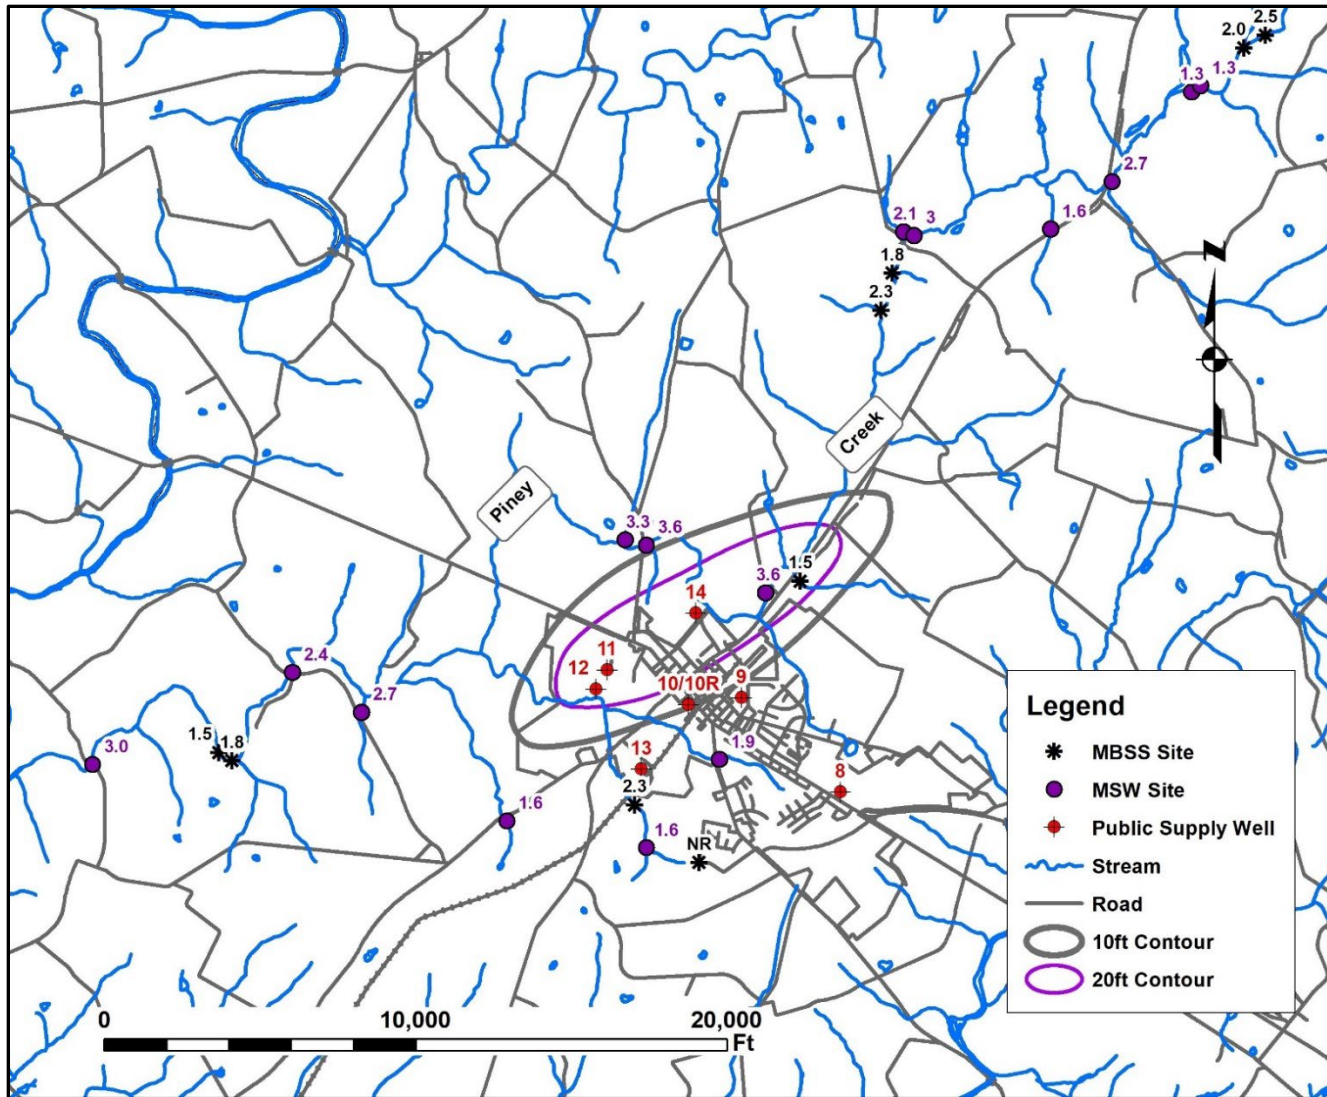 2.5
2.0
1.3
1.3
2.7
1.6
2.1
3
1.8
2.3
N
Creek
Piney
3.3
3.6
3.6
1.5
14
11
12
10/10R
9
2.4
2.7
1.5
1.8
3.0
1.9
13
2.3
8
1.6
1.6
NR
Legend
MBSS Site
MSW Site
Public Supply Well
Stream
Road
10ft Contour
20ft Contour
0
10,000
20,000
Ft